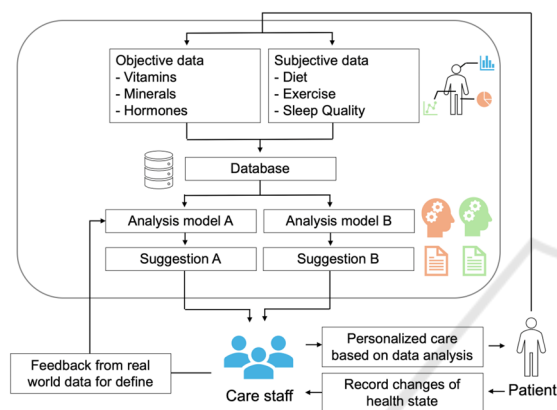 Objective data
- Vitamins
- Minerals
- Hormones
Subjective data
- Diet
- Exercise
- Sleep Quality
Database
Analysis model A
Analysis model B
Suggestion A
Suggestion B
Feedback from real
world data for define
Care staff
Personalized care
based on data analysis
Record changes of
health state
Patient